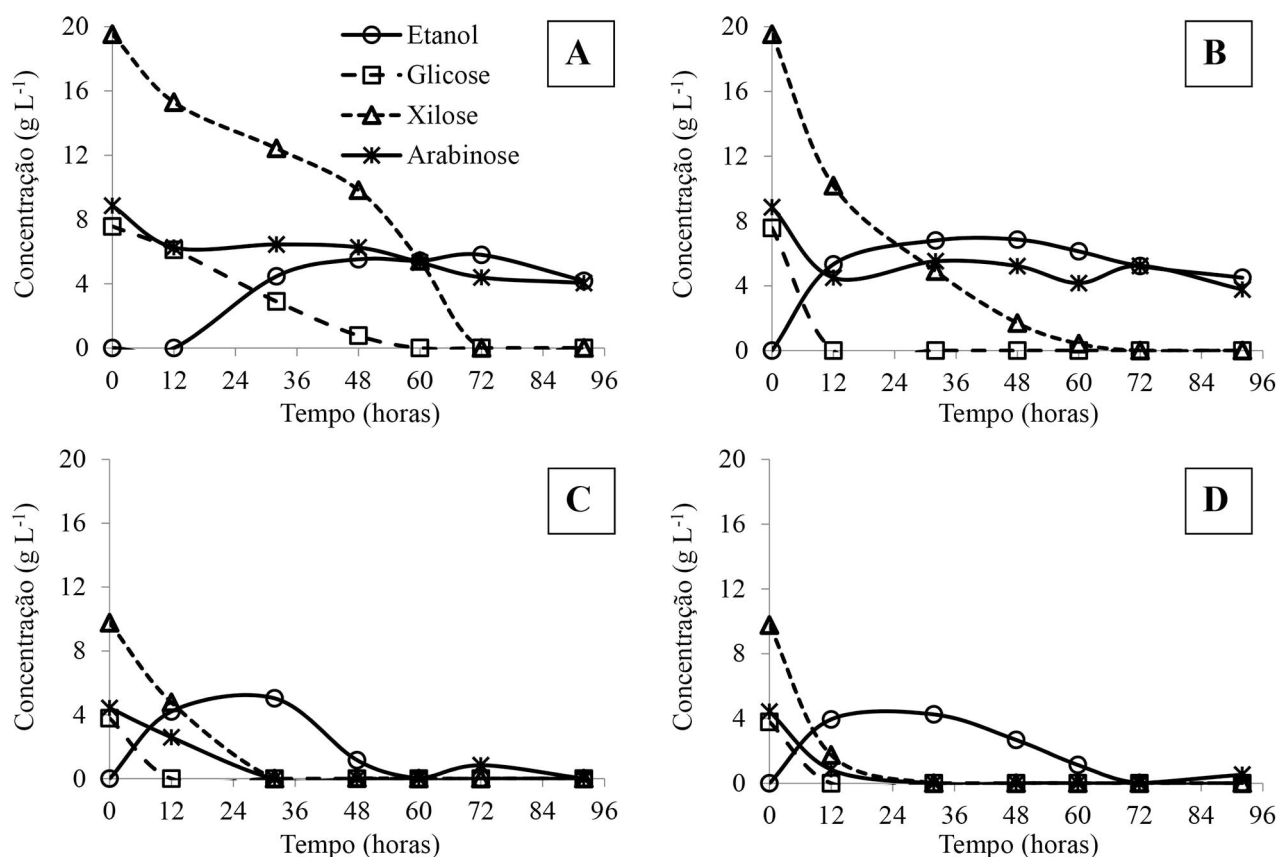 20
16
12
8
4
0
Concentração (g L-1)
Etanol
Glicose
Xilose
Arabinose
A
0 12 24 36 48 60 72 84 96
Tempo (horas)
20
16
12
8
4
0
Concentração (g L-1)
B
0 12 24 36 48 60 72 84 96
Tempo (horas)
20
16
12
8
4
0
Concentração (g L-1)
C
0 12 24 36 48 60 72 84 96
Tempo (horas)
20
16
12
8
4
0
Concentração (g L-1)
D
0 12 24 36 48 60 72 84 96
Tempo (horas)